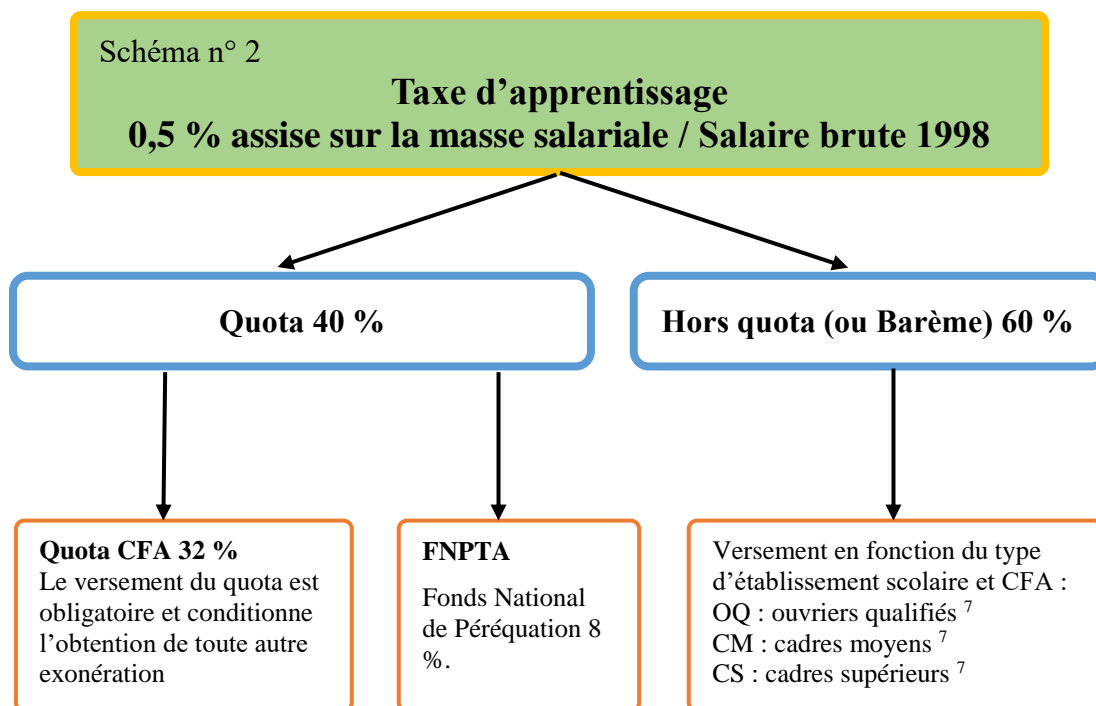 Schéma n° 2
Taxe d’apprentissage
0,5 % assise sur la masse salariale / Salaire brute 1998
Quota 40 %
Hors quota (ou Barème) 60 %
Quota CFA 32 %
Le versement du quota est
obligatoire et conditionne
l’obtention de toute autre
exonération
FNPTA
Fonds National
de Péréquation 8
%.
Versement en fonction du type
d’établissement scolaire et CFA :
OQ : ouvriers qualifiés 7
CM : cadres moyens 7
CS : cadres supérieurs 7